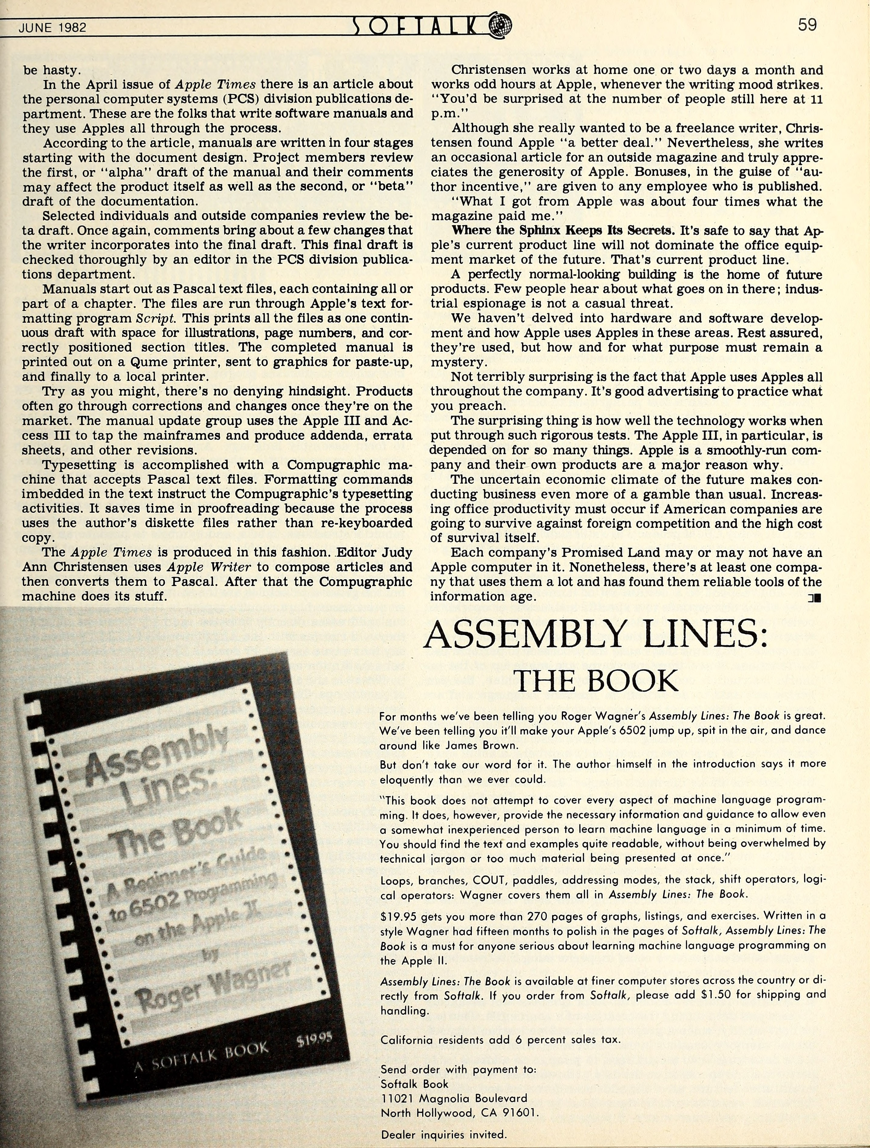 JUNE 1982
SOFTALK
59
be hasty.
In the April issue of Apple Times there is an article about
the personal computer systems (PCS) division publications de-
partment. These are the folks that write software manuals and
they use Apples all through the process.
According to the article, manuals are written in four stages
starting with the document design. Project members review
the first, or "alpha" draft of the manual and their comments
may affect the product itself as well as the second, or "beta"
draft of the documentation.
Selected individuals and outside companies review the be-
ta draft. Once again, comments bring about a few changes that
the writer incorporates into the final draft. This final draft is
checked thoroughly by an editor in the PCS division publica-
tions department.
Manuals start out as Pascal text files, each containing all or
part of a chapter. The files are run through Apple's text for-
matting program Script. This prints all the files as one contin-
uous draft with space for illustrations, page numbers, and cor-
rectly positioned section titles. The completed manual is
printed out on a Qume printer, sent to graphics for paste-up,
and finally to a local printer.
Try as you might, there's no denying hindsight. Products
often go through corrections and changes once they're on the
market. The manual update group uses the Apple III and Ac-
cess III to tap the mainframes and produce addenda, errata
sheets, and other revisions.
Typesetting is accomplished with a Compugraphic ma-
chine that accepts Pascal text files. Formatting commands
imbedded in the text instruct the Compugraphic's typesetting
activities. It saves time in proofreading because the process
uses the author's diskette files rather than re-keyboarded
copy.
The Apple Times is produced in this fashion. Editor Judy
Ann Christensen uses Apple Writer to compose articles and
then converts them to Pascal. After that the Compugraphic
machine does its stuff.
Christensen works at home one or two days a month and
works odd hours at Apple, whenever the writing mood strikes.
"You'd be surprised at the number of people still here at 11
p.m."
Although she really wanted to be a freelance writer, Chris-
tensen found Apple "a better deal." Nevertheless, she writes
an occasional article for an outside magazine and truly appre-
ciates the generosity of Apple. Bonuses, in the guise of "au-
thor incentive," are given to any employee who is published.
"What I got from Apple was about four times what the
magazine paid me."
Where the Sphinx Keeps Its Secrets. It's safe to say that Ap-
ple's current product line will not dominate the office equip-
ment market of the future. That's current product line.
A perfectly normal-looking building is the home of future
products. Few people hear about what goes on in there; indus-
trial espionage is not a casual threat.
We haven't delved into hardware and software develop-
ment and how Apple uses Apples in these areas. Rest assured,
they're used, but how and for what purpose must remain a
mystery.
Not terribly surprising is the fact that Apple uses Apples all
throughout the company. It's good advertising to practice what
you preach.
The surprising thing is how well the technology works when
put through such rigorous tests. The Apple III, in particular, is
depended on for so many things. Apple is a smoothly-run com-
pany and their own products are a major reason why.
The uncertain economic climate of the future makes con-
ducting business even more of a gamble than usual. Increas-
ing office productivity must occur if American companies are
going to survive against foreign competition and the high cost
of survival itself.
Each company's Promised Land may or may not have an
Apple computer in it. Nonetheless, there's at least one compa-
ny that uses them a lot and has found them reliable tools of the
information age.
ASSEMBLY LINES:
THE BOOK
Assembly
Lines:
The Book
A Beginner's Guide
to 6502 Programming
on the Apple ][
by
Roger Wagner
A SOFTALK BOOK $19.95
For months we've been telling you Roger Wagner's Assembly Lines: The Book is great.
We've been telling you it'll make your Apple's 6502 jump up, spit in the air, and dance
around like James Brown.
But don't take our word for it. The author himself in the introduction says it more
eloquently than we ever could.
"This book does not attempt to cover every aspect of machine language program-
ming. It does, however, provide the necessary information and guidance to allow even
a somewhat inexperienced person to learn machine language in a minimum of time.
You should find the text and examples quite readable, without being overwhelmed by
technical jargon or too much material being presented at once."
Loops, branches, COUT, paddles, addressing modes, the stack, shift operators, logi-
cal operators: Wagner covers them all in Assembly Lines: The Book.
$19.95 gets you more than 270 pages of graphs, listings, and exercises. Written in a
style Wagner had fifteen months to polish in the pages of Softalk, Assembly Lines: The
Book is a must for anyone serious about learning machine language programming on
the Apple II.
Assembly Lines: The Book is available at finer computer stores across the country or di-
rectly from Softalk. If you order from Softalk, please add $1.50 for shipping and
handling.
California residents add 6 percent sales tax.
Send order with payment to:
Softalk Book
11021 Magnolia Boulevard
North Hollywood, CA 91601.
Dealer inquiries invited.